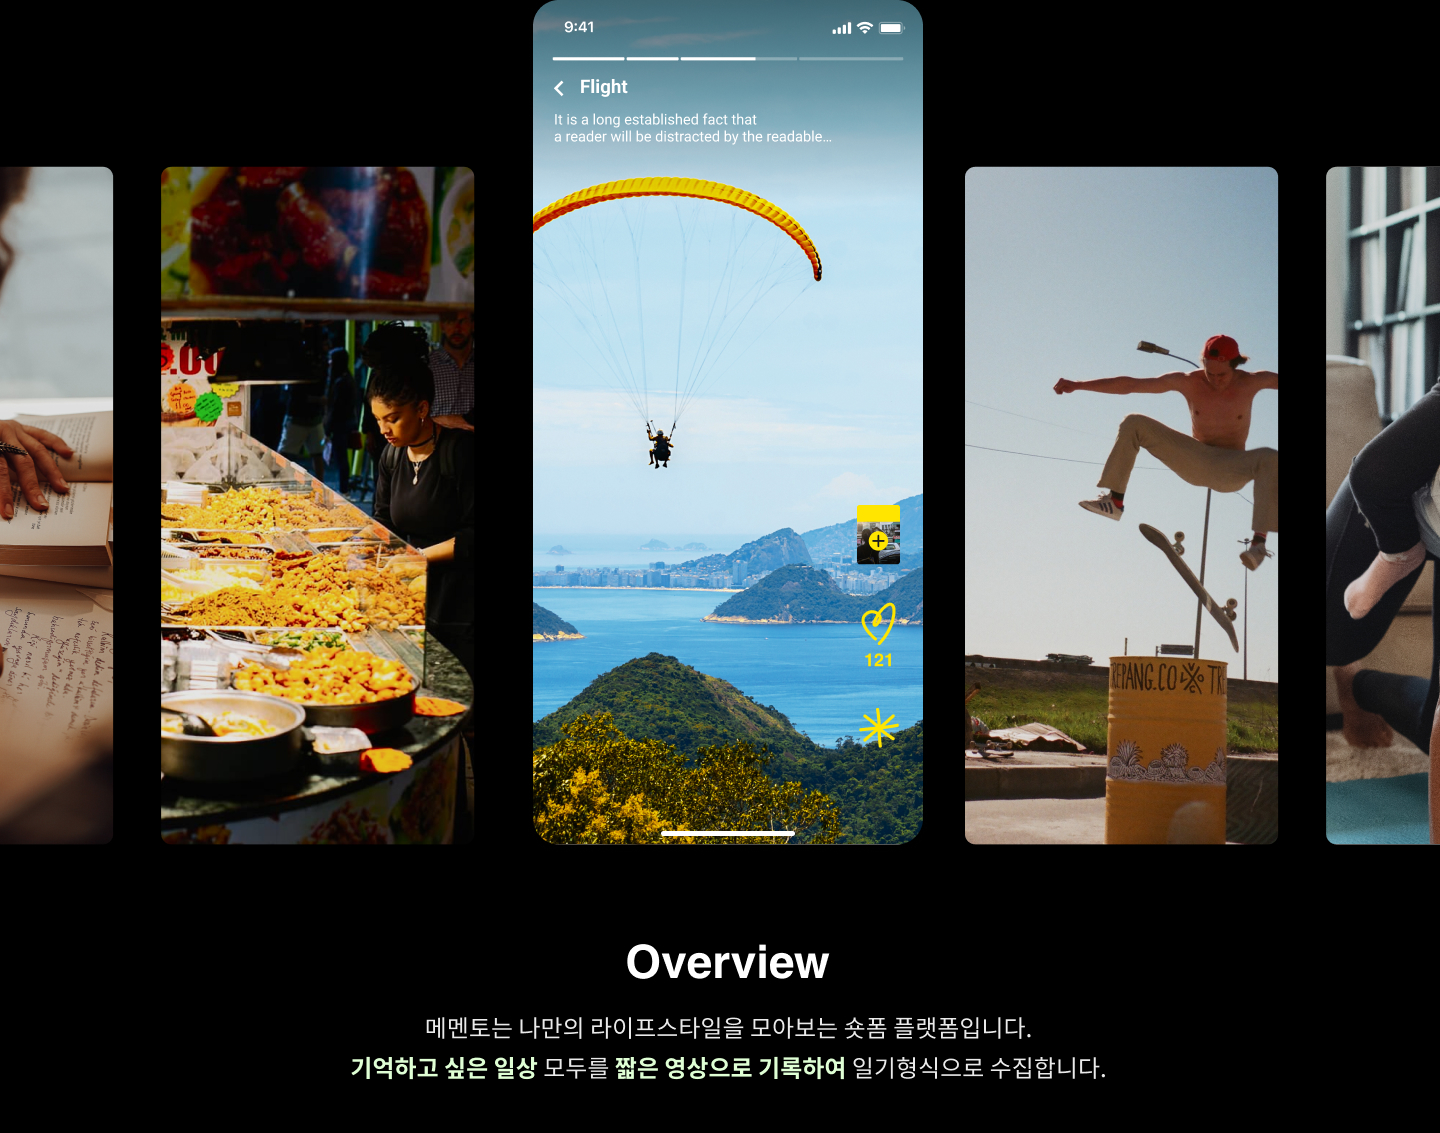 9:41
Flight
It is a long established fact that
a reader will be distracted by the readable...
121
REPANG.CO
Overview
메멘토는 나만의 라이프스타일을 모아보는 숏폼 플랫폼입니다.
기억하고 싶은 일상 모두를 짧은 영상으로 기록하여 일기형식으로 수집합니다.